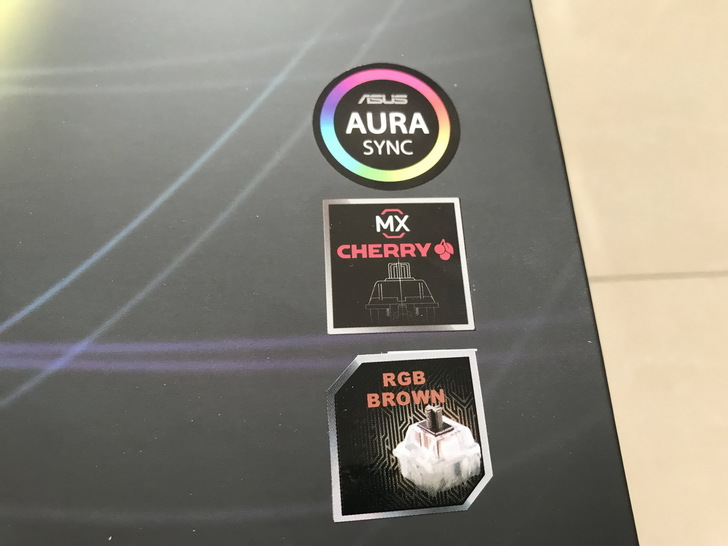 ASUS
AURA
SYNC
MX
CHERRY
RGB
BROWN